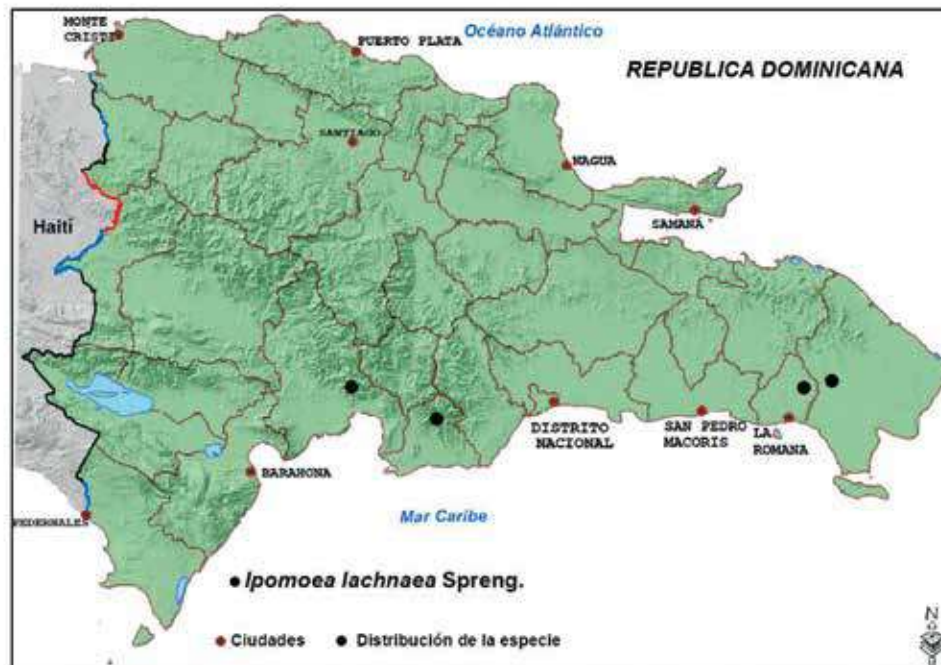 MONTE
CRISTI
PUERTO PLATA
Océano Atlántico
REPUBLICA DOMINICANA
SANTIAGO
NAGUA
SAMANÁ
Haití
DISTRITO
NACIONAL
SAN PEDRO
MACORIS
LA
ROMANA
BARAHONA
PEDERNALES
Mar Caribe
Ipomoea lachnaea Spreng.
Ciudades
Distribución de la especie
N